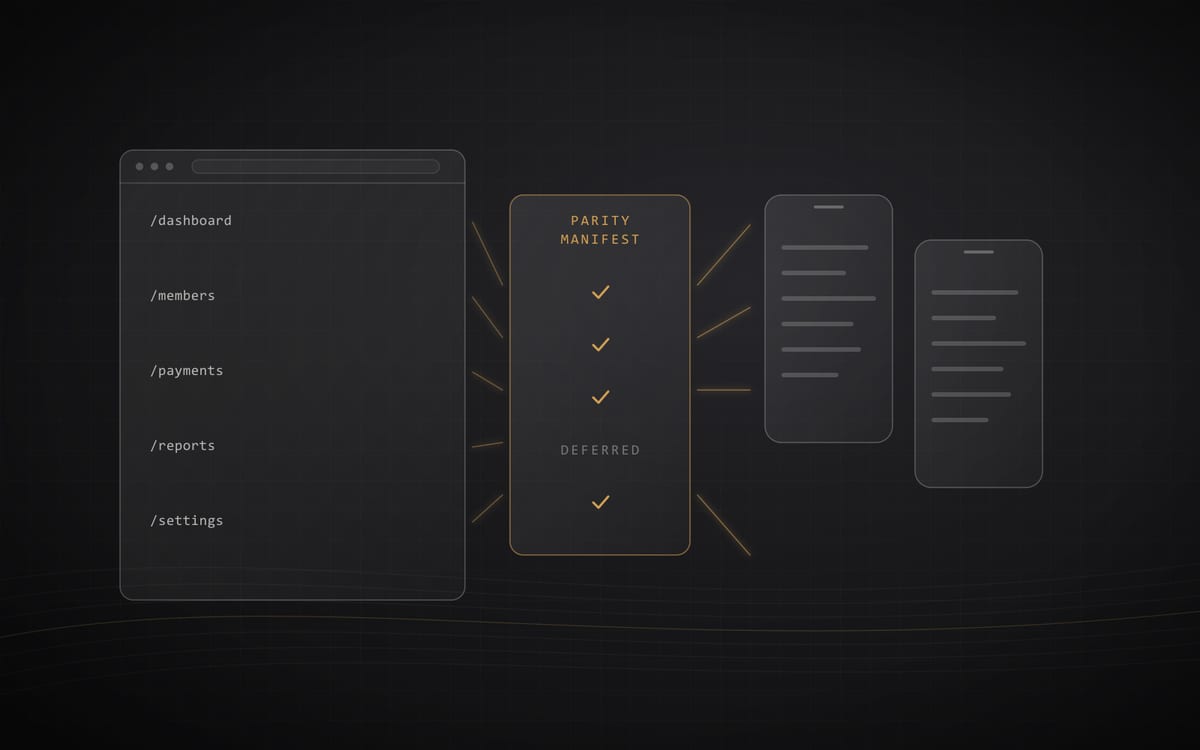 /dashboard
/members
/payments
/reports
/settings
PARITY
MANIFEST
DEFERRED